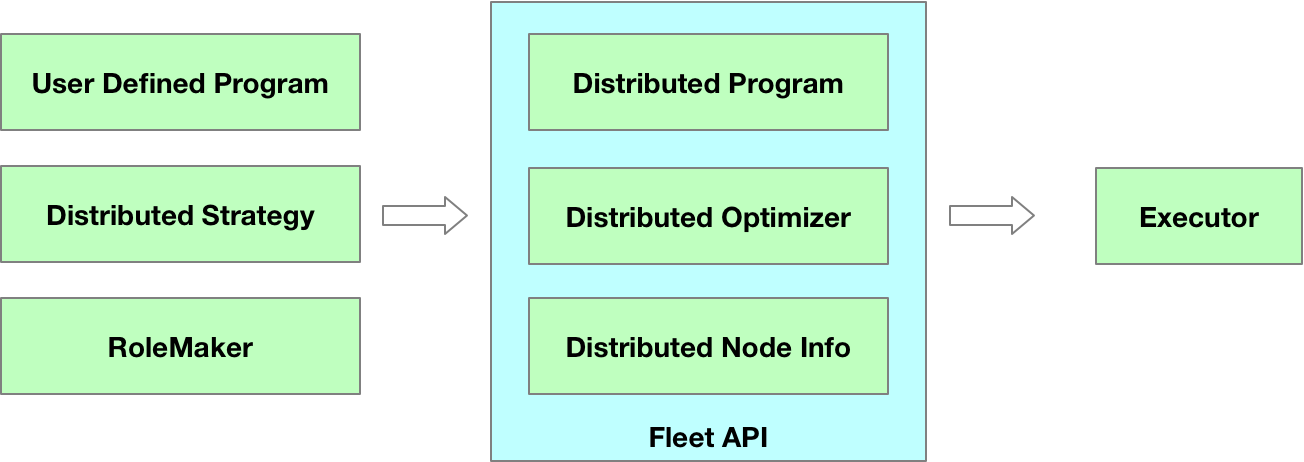 User Defined Program
Distributed Strategy
RoleMaker
Distributed Program
Distributed Optimizer
Distributed Node Info
Fleet API
Executor